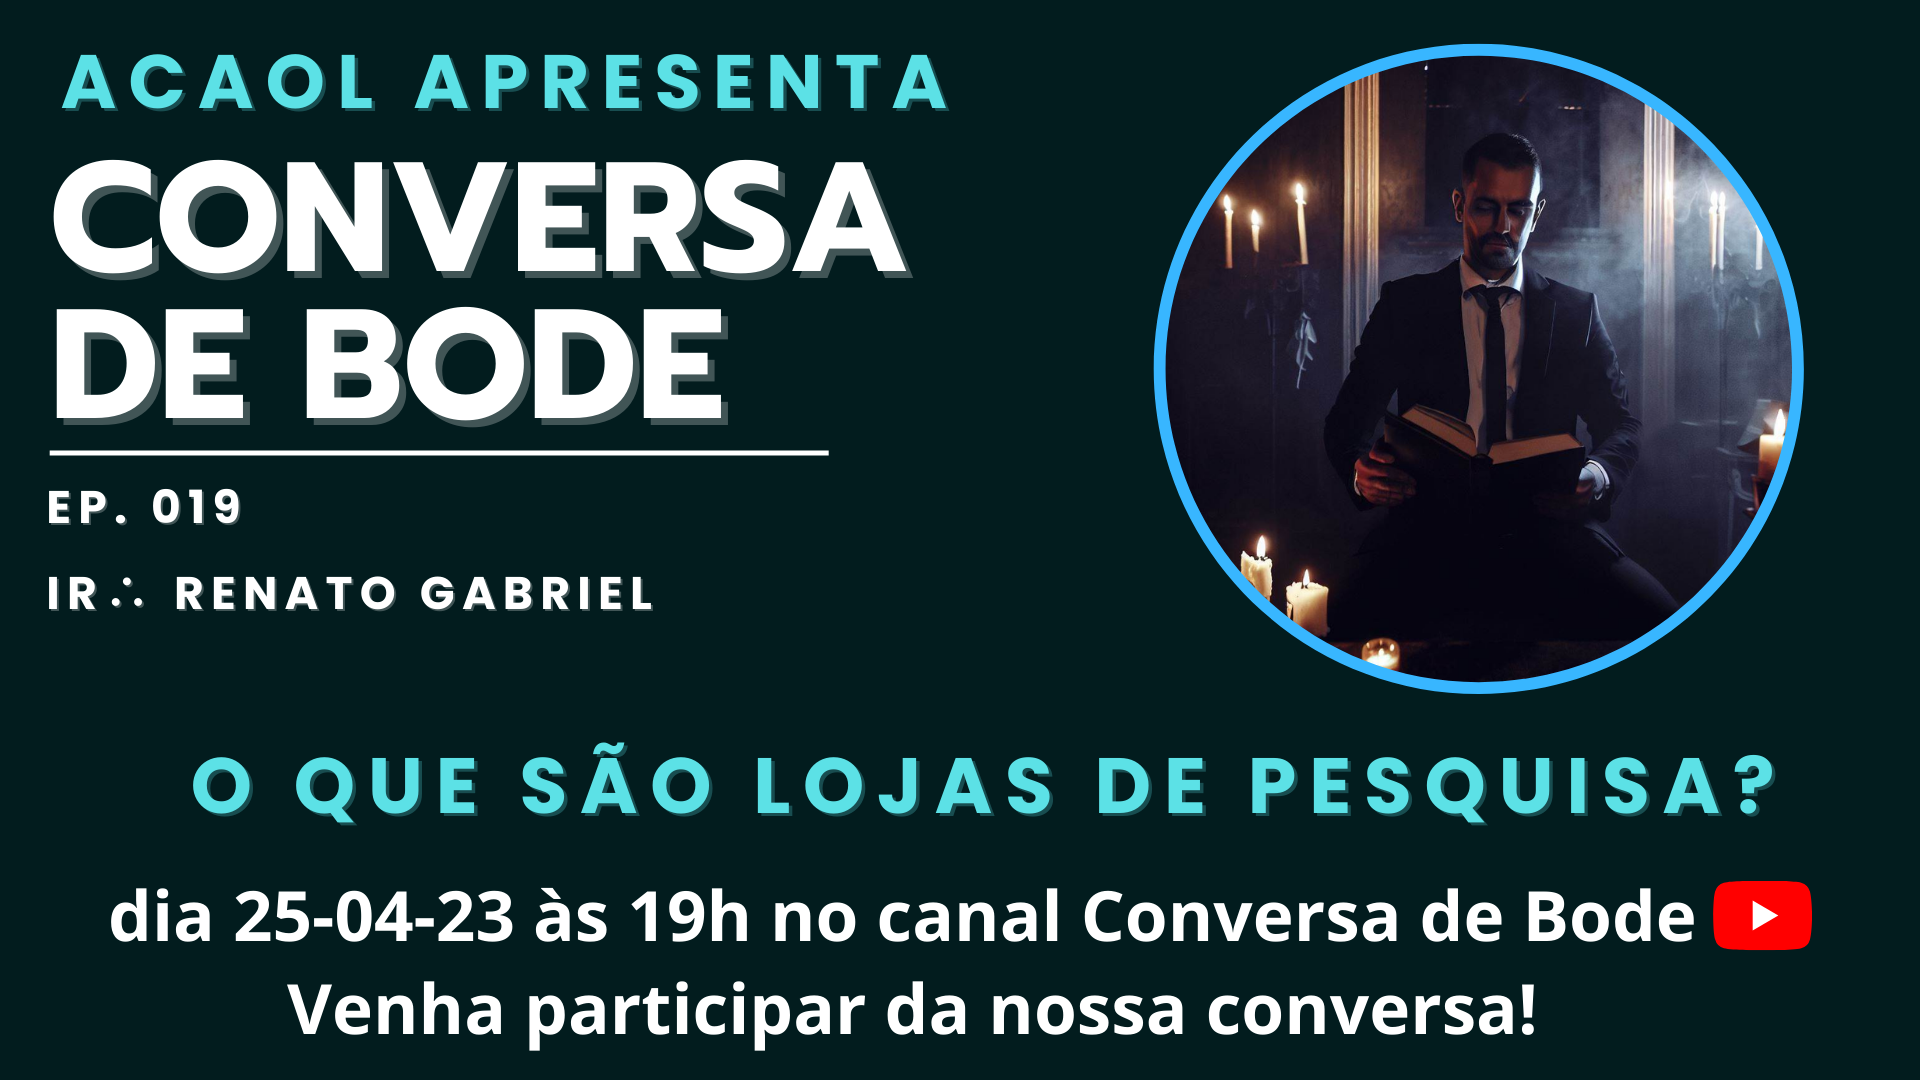 ACAOL APRESENTA
CONVERSA
DE BODE
EP. 019
IR∴ RENATO GABRIEL
O QUE SÃO LOJAS DE PESQUISA?
dia 25-04-23 às 19h no canal Conversa de Bode
Venha participar da nossa conversa!